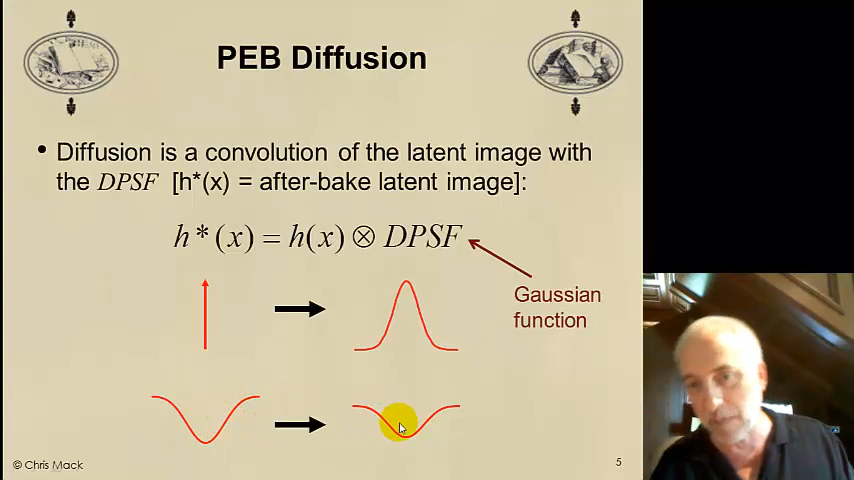 PEB Diffusion
• Diffusion is a convolution of the latent image with
the DPSF [h*(x) = after-bake latent image]:
h*(x) = h(x) ⊗ DPSF
Gaussian
function
© Chris Mack
5